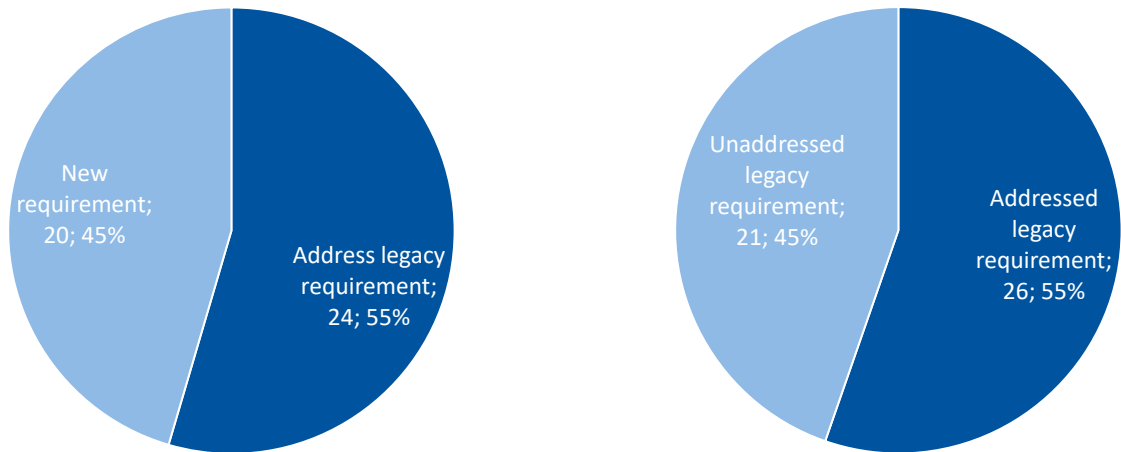 New
requirement;
20; 45%
Address legacy
requirement;
24; 55%
Unaddressed
legacy
requirement;
21; 45%
Addressed
legacy
requirement;
26; 55%